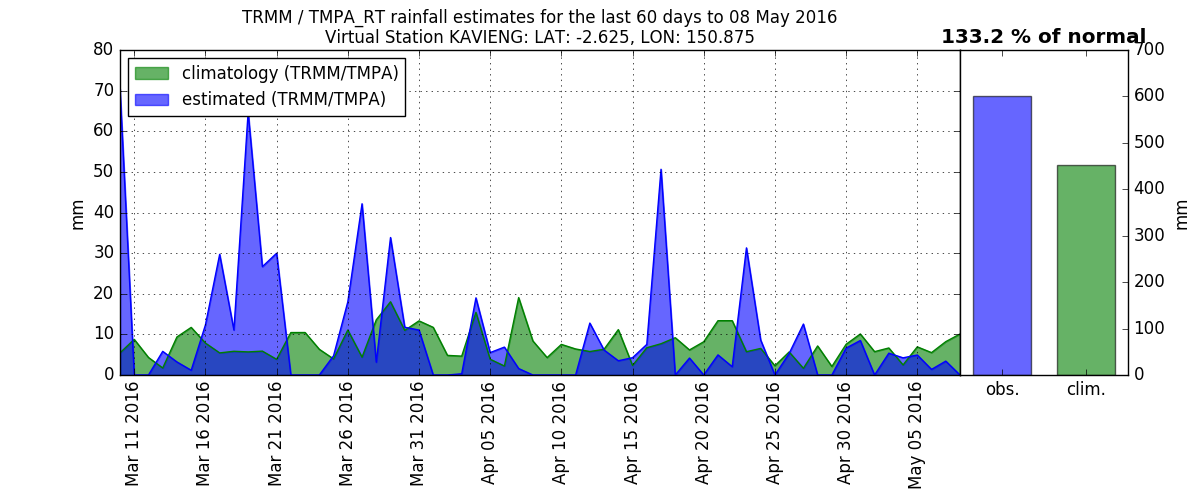 TRMM / TMPA_RT rainfall estimates for the last 60 days to 08 May 2016
Virtual Station KAVIENG: LAT: -2.625, LON: 150.875
133.2 % of normal
climatology (TRMM/TMPA)
estimated (TRMM/TMPA)
mm
80
70
60
50
40
30
20
10
0
Mar 11 2016
Mar 16 2016
Mar 21 2016
Mar 26 2016
Mar 31 2016
Apr 05 2016
Apr 10 2016
Apr 15 2016
Apr 20 2016
Apr 25 2016
Apr 30 2016
May 05 2016
obs.
clim.
700
600
500
400
300
200
100
0
mm